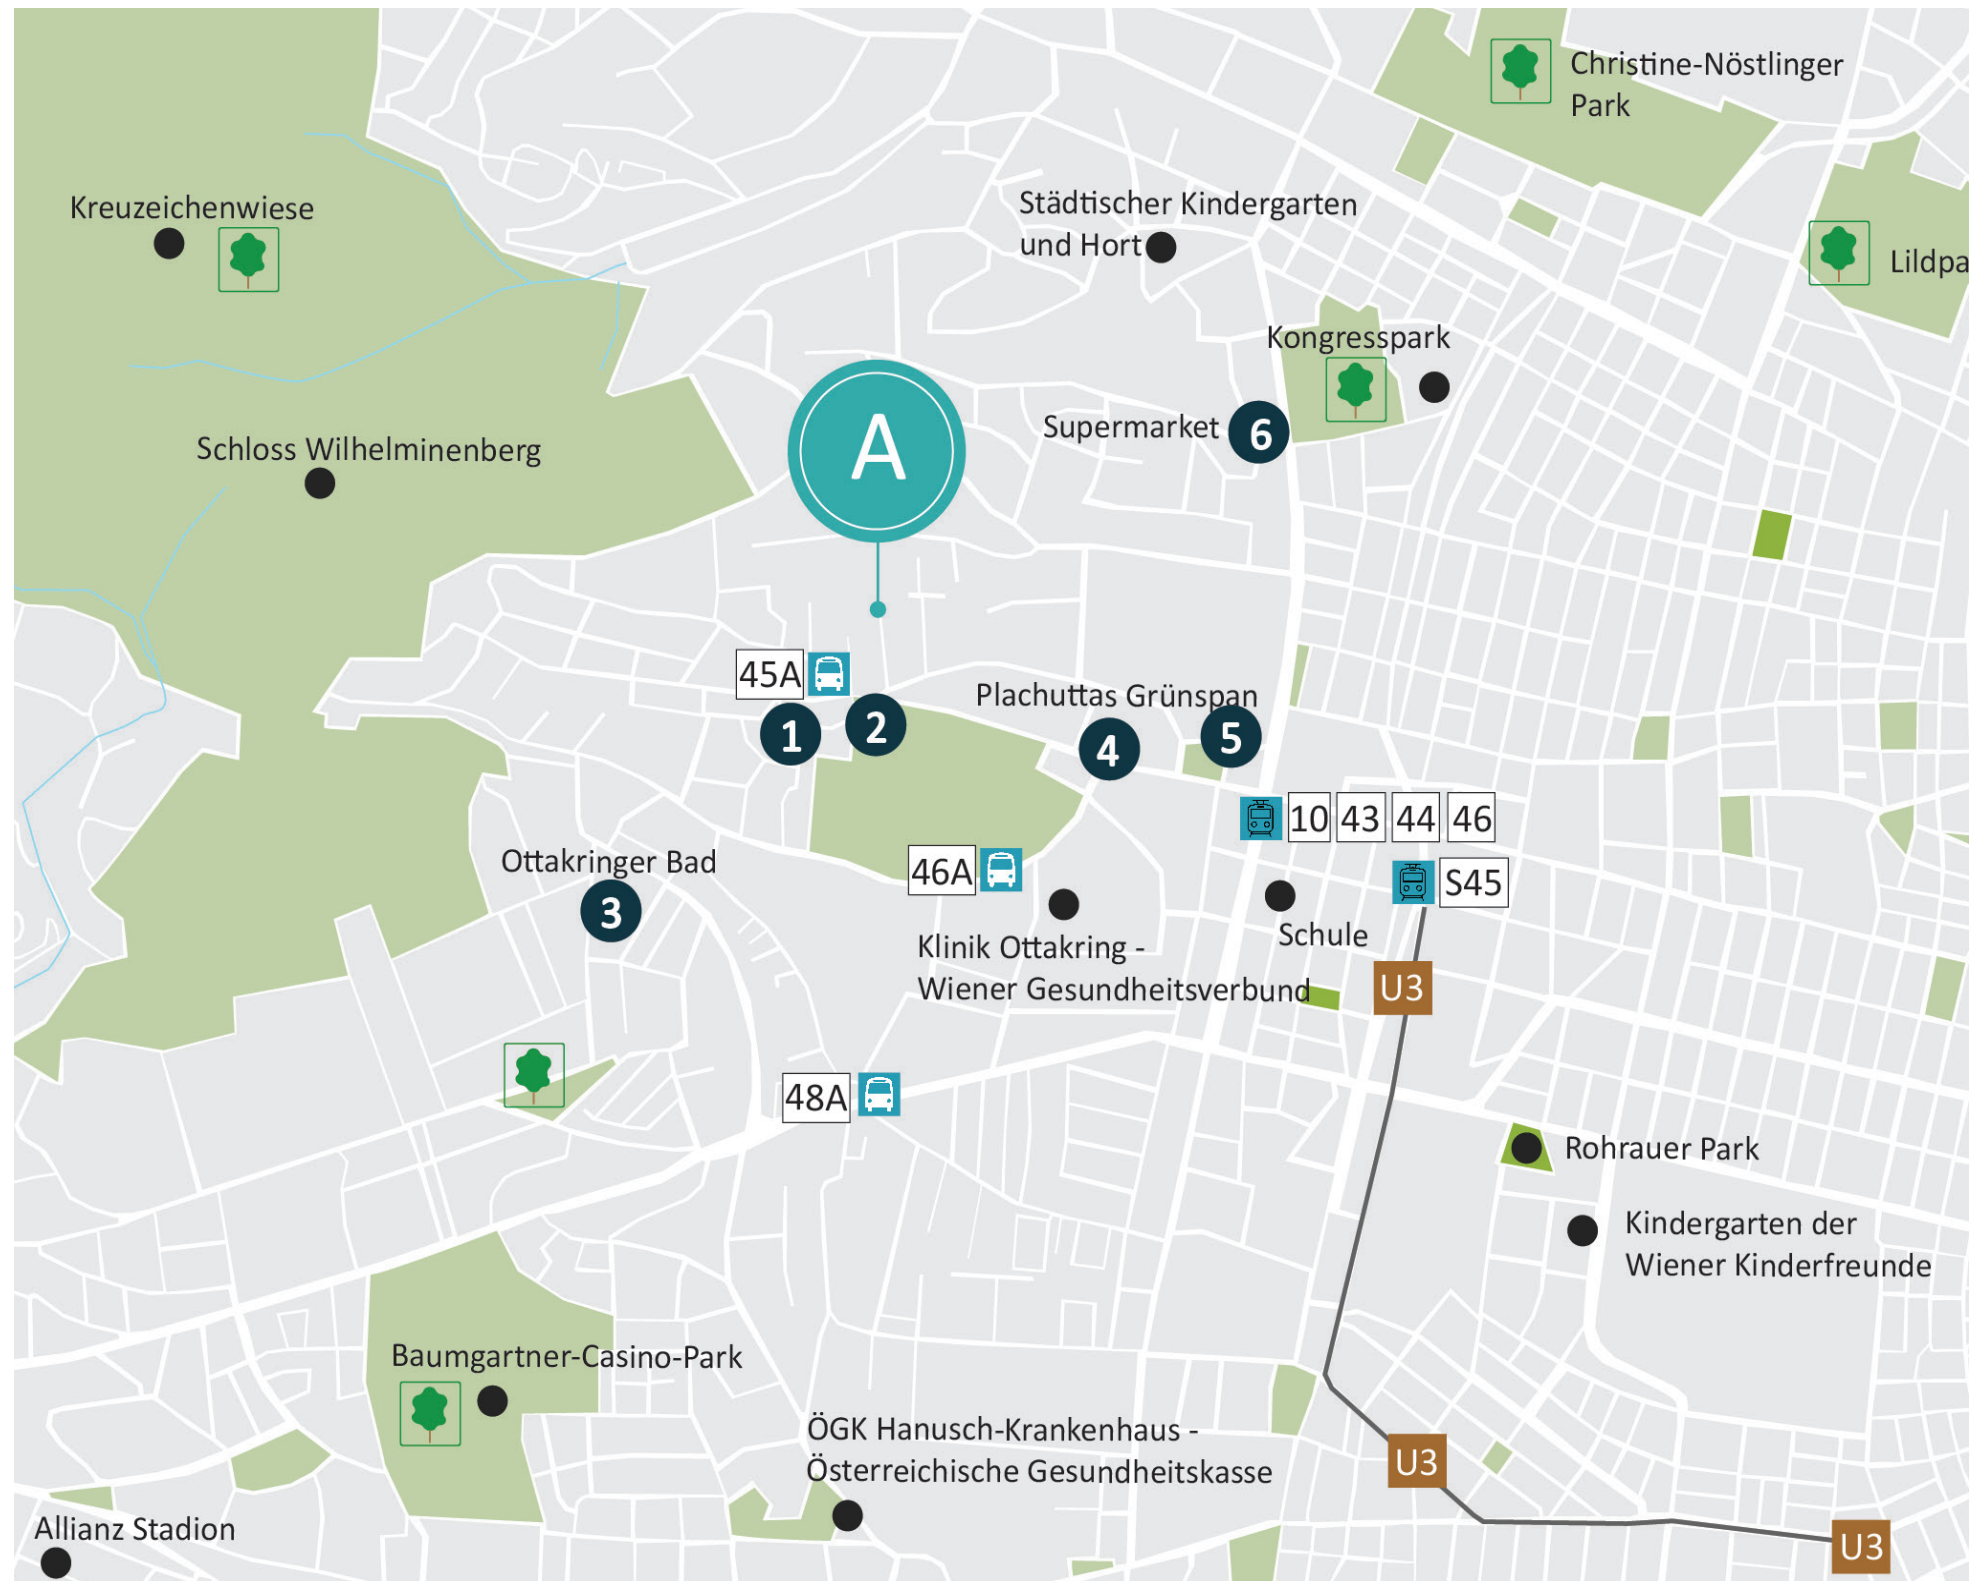 Christine-Nöstlinger
Park
Kreuzeichenwiese
Städtischer Kindergarten
und Hort
Lildpa
Kongresspark
Supermarket 6
A
Schloss Wilhelminenberg
45A
Plachuttas Grünspan
1
2
4
5
10 43 44 46
Ottakringer Bad
46A
S45
3
Klinik Ottakring -
Wiener Gesundheitsverbund
Schule
U3
48A
Rohrauer Park
Kindergarten der
Wiener Kinderfreunde
Baumgartner-Casino-Park
ÖGK Hanusch-Krankenhaus -
Österreichische Gesundheitskasse
U3
Allianz Stadion
U3